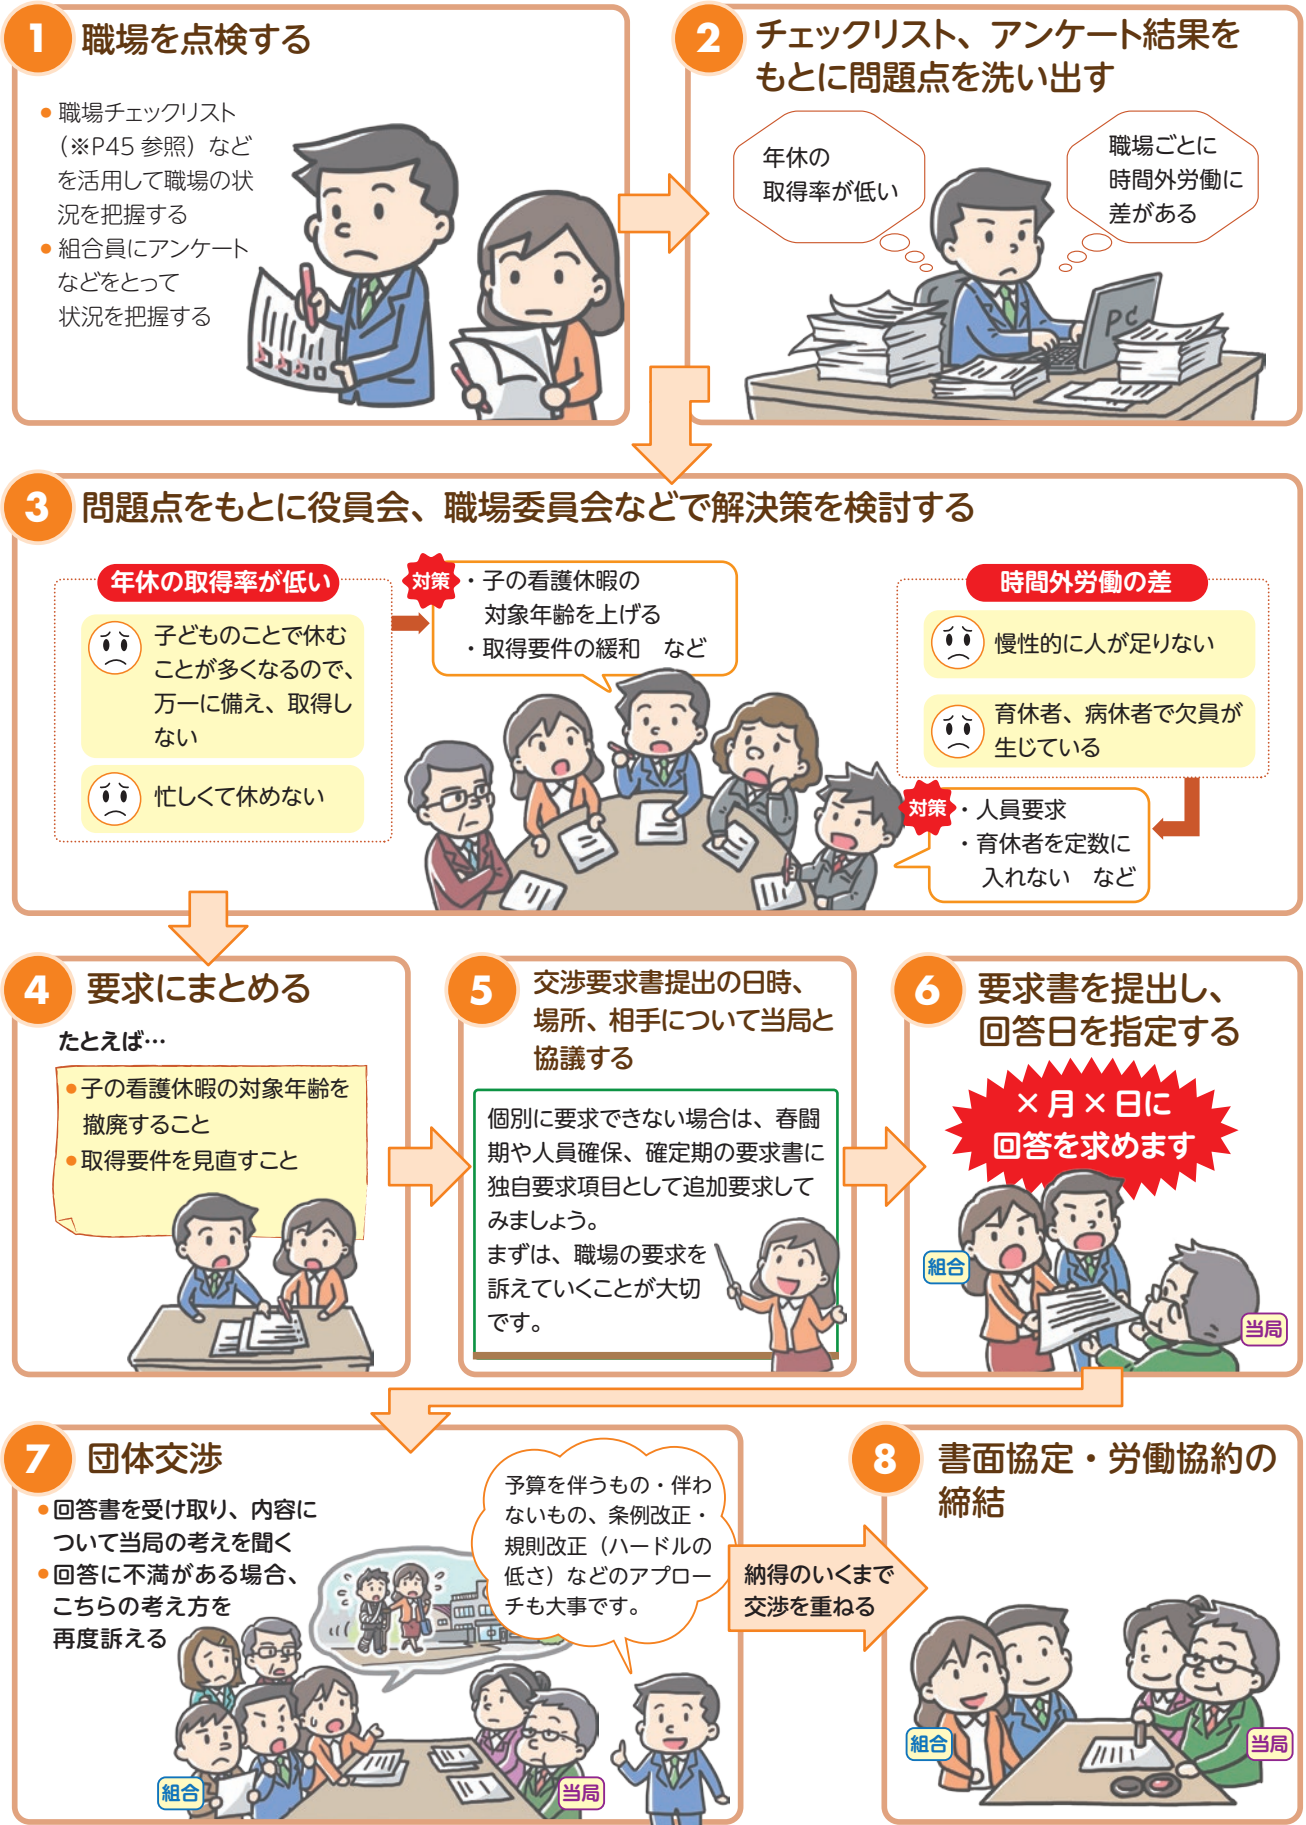 1 職場を点検する
● 職場チェックリスト
（※P45 参照）など
を活用して職場の状
況を把握する
● 組合員にアンケート
などをとって
状況を把握する
2 チェックリスト、アンケート結果を
もとに問題点を洗い出す
年休の
取得率が低い
職場ごとに
時間外労働に
差がある
PC
3 問題点をもとに役員会、職場委員会などで解決策を検討する
年休の取得率が低い
子どものことで休む
ことが多くなるので、
万一に備え、取得し
ない
忙しくて休めない
対策
・子の看護休暇の
対象年齢を上げる
・取得要件の緩和　など
時間外労働の差
慢性的に人が足りない
育休者、病休者で欠員が
生じている
対策
・人員要求
・育休者を定数に
入れない　など
4 要求にまとめる
たとえば…
● 子の看護休暇の対象年齢を
撤廃すること
● 取得要件を見直すこと
5 交渉要求書提出の日時、
場所、相手について当局と
協議する
個別に要求できない場合は、春闘
期や人員確保、確定期の要求書に
独自要求項目として追加要求して
みましょう。
まずは、職場の要求を
訴えていくことが大切
です。
6 要求書を提出し、
回答日を指定する
×月×日に
回答を求めます
組合
当局
7 団体交渉
● 回答書を受け取り、内容に
ついて当局の考えを聞く
● 回答に不満がある場合、
こちらの考え方を
再度訴える
予算を伴うもの・伴わ
ないもの、条例改正・
規則改正（ハードルの
低さ）などのアプロー
チも大事です。
組合
当局
納得のいくまで
交渉を重ねる
8 書面協定・労働協約の
締結
組合
当局